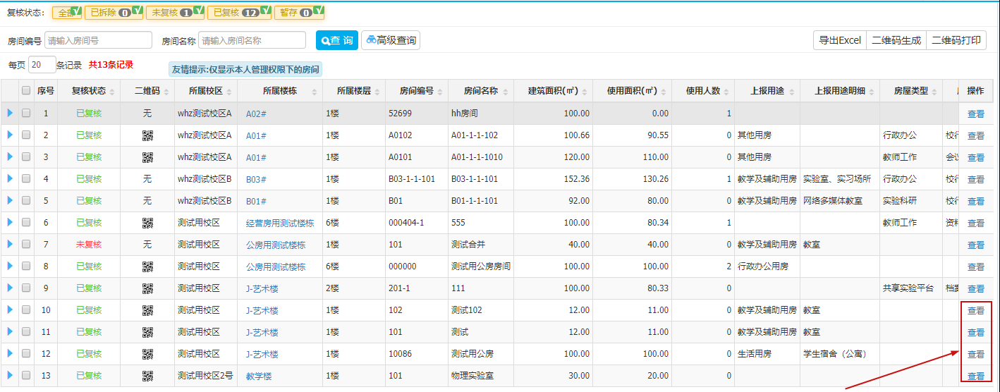 复核状态： 全部 已拆除 0 未复核 1 已复核 12 暂存 0
房间编号 请输入房间号 房间名称 请输入房间名称 查 询 高级查询 导出Excel 二维码生成 二维码打印
每页 20 条记录 共13条记录 友情提示:仅显示本人管理权限下的房间
序号 复核状态 二维码 所属校区 所属楼栋 所属楼层 房间编号 房间名称 建筑面积(㎡) 使用面积(㎡) 使用人数 上报用途 上报用途明细 房屋类型 操作
1 已复核 无 whz测试校区A A02# 1楼 52699 hh房间 100.00 0.00 1 查看
2 已复核 whz测试校区A A01# 1楼 A0102 A01-1-1-102 100.66 90.55 0 其他用房 行政办公 校行 查看
3 已复核 whz测试校区A A01# 1楼 A0101 A01-1-1-1010 120.00 110.00 0 其他用房 教师工作 会议 查看
4 已复核 无 whz测试校区B B03# 1楼 B03-1-1-101 B03-1-1-101 152.36 130.26 1 教学及辅助用房 实验室、实习场所 行政办公 校行 查看
5 已复核 无 whz测试校区B B01# 1楼 B01 B01-1-1-101 92.00 80.00 0 教学及辅助用房 网络多媒体教室 实验科研 校行 查看
6 已复核 测试用校区 经营房用测试楼栋 6楼 000404-1 555 100.00 80.34 1 教师工作 资料 查看
7 未复核 无 测试用校区 公房用测试楼栋 1楼 101 测试合并 40.00 40.00 0 教学及辅助用房 教室 查看
8 已复核 测试用校区 公房用测试楼栋 6楼 000000 测试用公房房间 100.00 100.00 2 行政办公用房 查看
9 已复核 测试用校区 J-艺术楼 2楼 201-1 111 100.00 80.33 0 共享实验平台 档案 查看
10 已复核 测试用校区 J-艺术楼 1楼 102 测试102 12.00 11.00 0 教学及辅助用房 教室 查看
11 已复核 测试用校区 J-艺术楼 1楼 101 测试 12.00 11.00 0 教学及辅助用房 教室 查看
12 已复核 测试用校区 J-艺术楼 1楼 10086 测试用公房 100.00 100.00 0 生活用房 学生宿舍（公寓） 查看
13 已复核 测试用校区2号 教学楼 1楼 101 物理实验室 30.00 20.00 0 查看